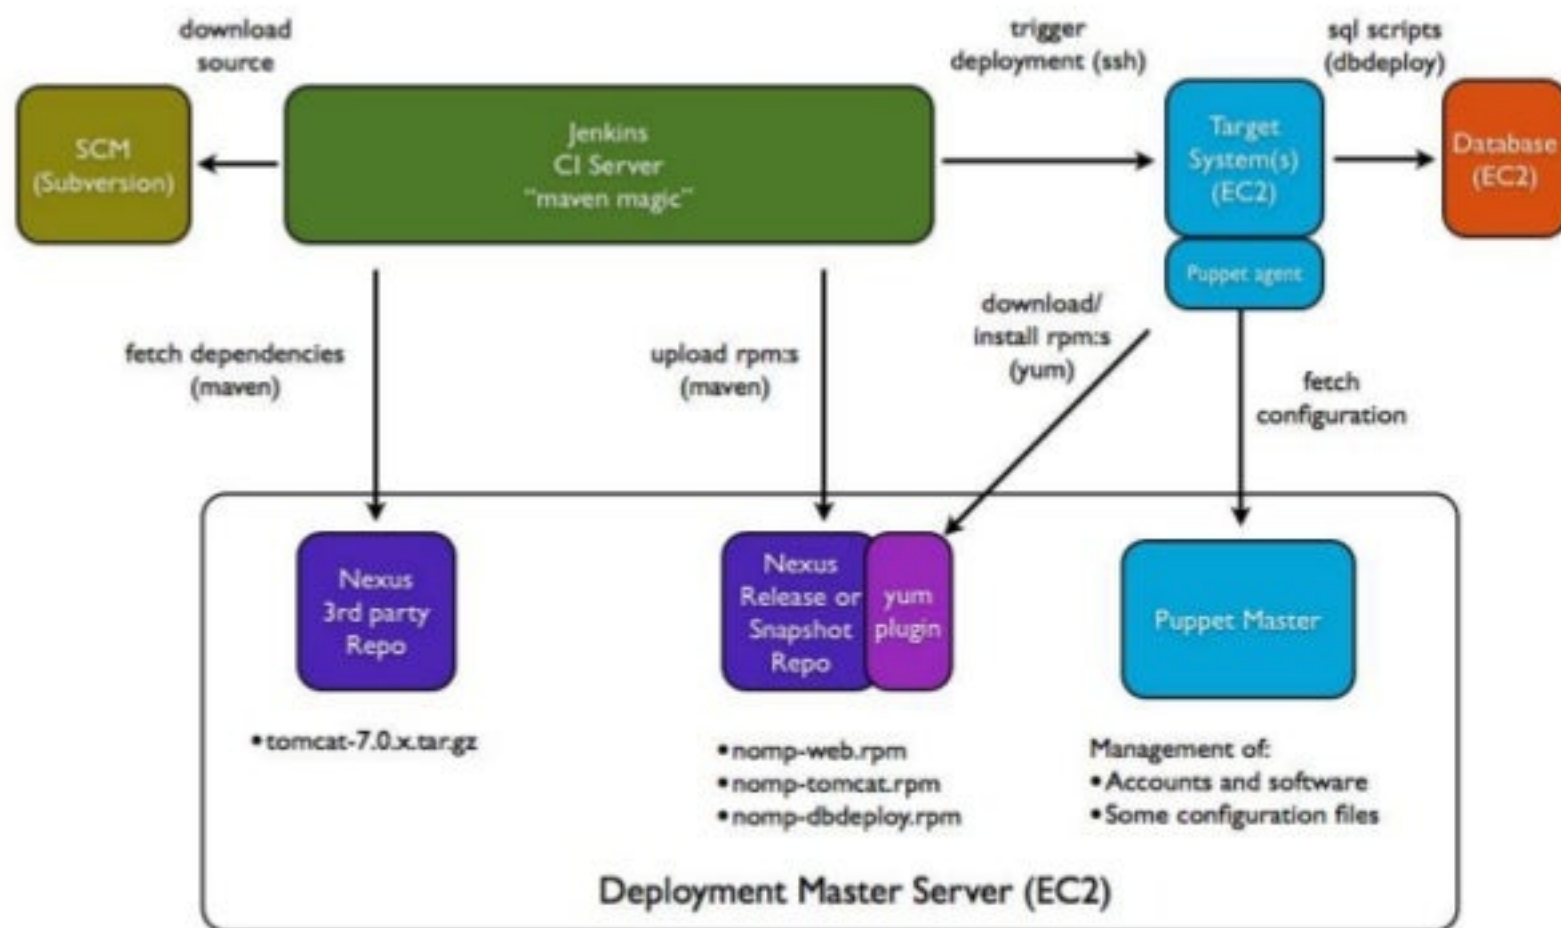 download
source
trigger
deployment (ssh)
sql scripts
(dbdeploy)
SCM
(Subversion)
Jenkins
CI Server
"maven magic"
Target
System(s)
(EC2)
Database
(EC2)
Puppet agent
fetch dependencies
(maven)
upload rpm:s
(maven)
download/
install rpm:s
(yum)
fetch
configuration
Nexus
3rd party
Repo
Nexus
Release or
Snapshot
Repo
yum
plugin
Puppet Master
•tomcat-7.0.x.tar.gz
•nomp-web.rpm
•nomp-tomcat.rpm
•nomp-dbdeploy.rpm
Management of:
•Accounts and software
•Some configuration files
Deployment Master Server (EC2)